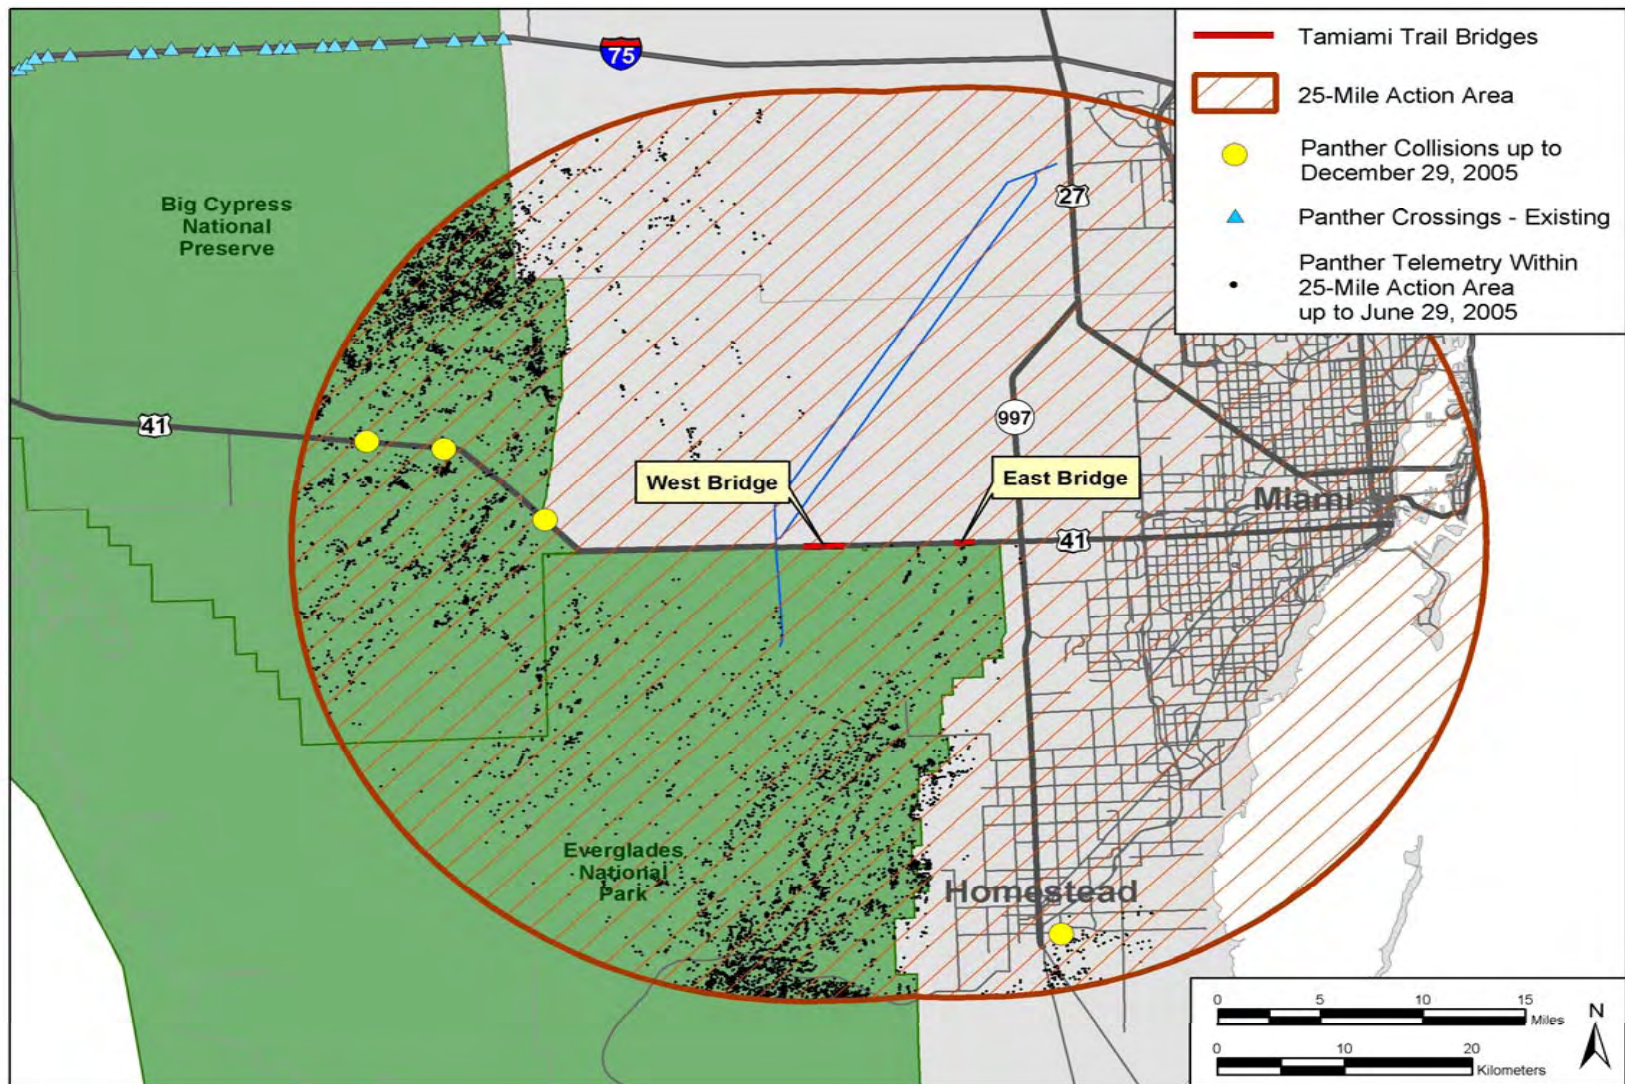 75
Tamiami Trail Bridges
25-Mile Action Area
Panther Collisions up to
December 29, 2005
Panther Crossings - Existing
Panther Telemetry Within
25-Mile Action Area
up to June 29, 2005
Big Cypress
National
Preserve
27
41
997
West Bridge
East Bridge
Miami
41
Everglades
National
Park
Homestead
0 5 10 15
Miles
0 10 20
Kilometers
N